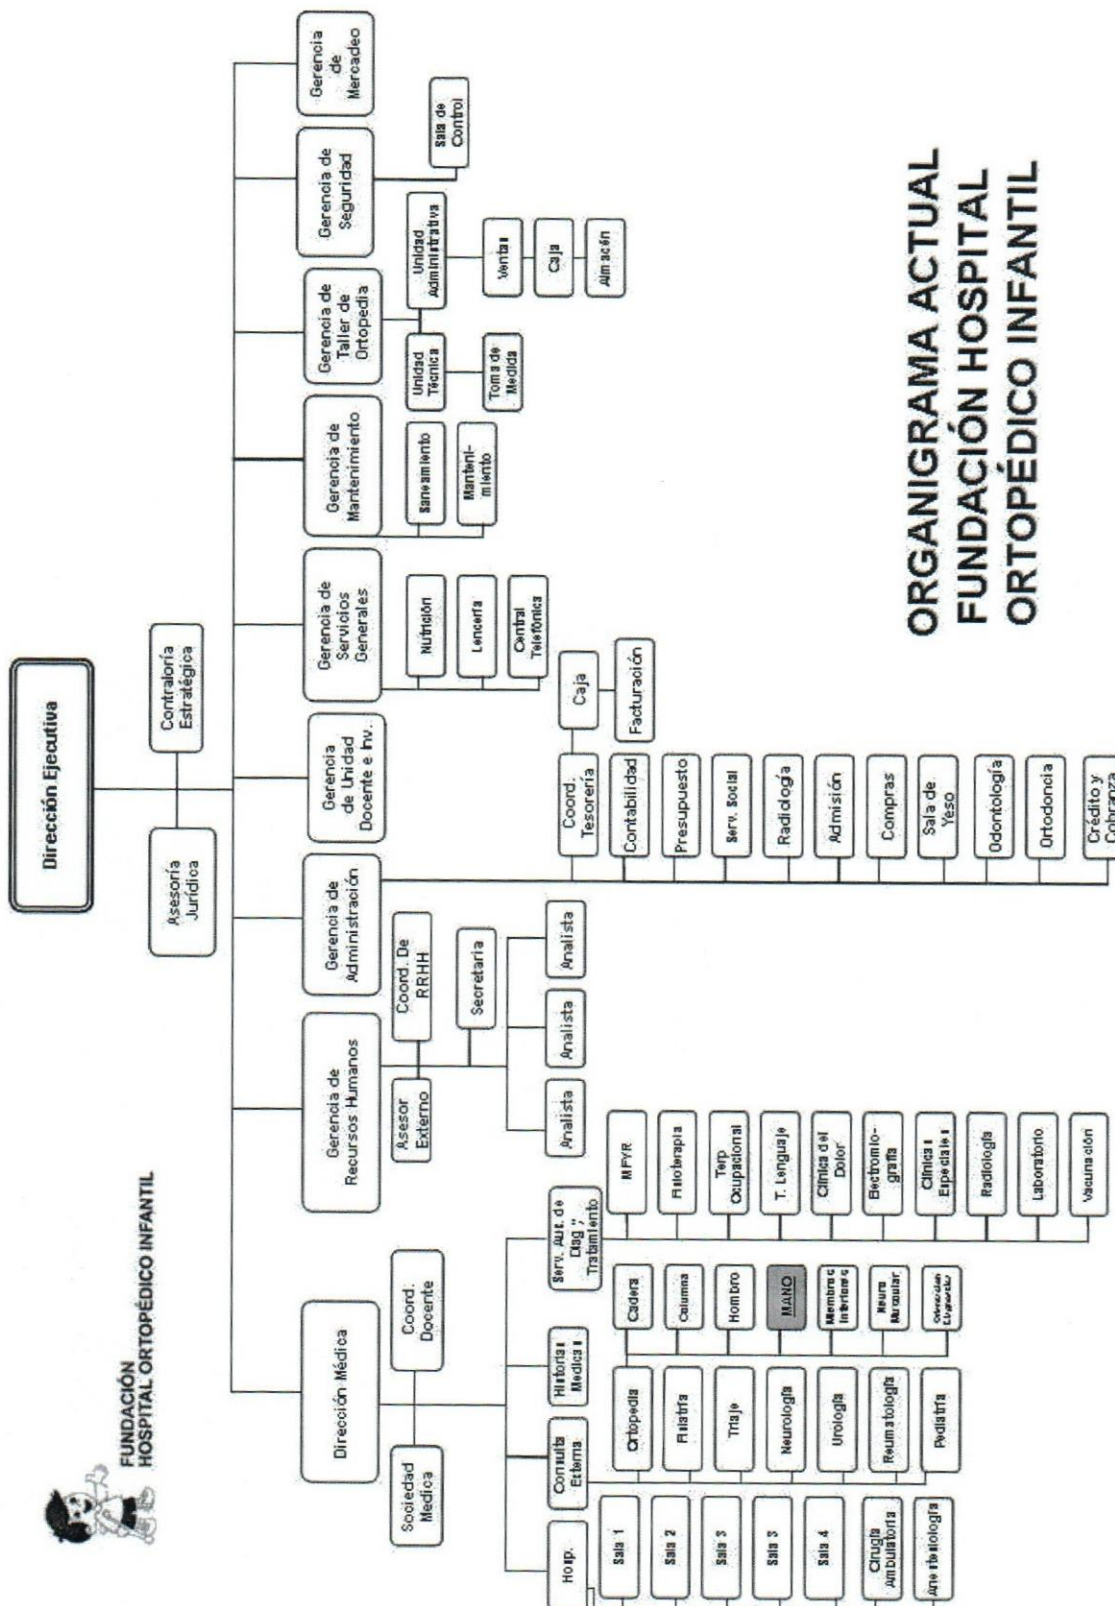 FUNDACIÓN
HOSPITAL ORTOPÉDICO INFANTIL
Dirección Ejecutiva
Asesoría
Jurídica
Contraloría
Estratégica
Dirección Médica
Gerencia de
Recursos Humanos
Gerencia de
Administración
Gerencia
de Unidad
Docente e Inv.
Gerencia de
Servicios
Generales
Gerencia de
Mantenimiento
Gerencia de
Taller de
Ortopedia
Gerencia de
Seguridad
Gerencia
de
Mercadeo
Sociedad
Medica
Coord.
Docente
Asesor
Externo
Coord. De
RRHH
Secretaria
Analista
Analista
Analista
Nutrición
Lencería
Central
Telefónica
Saneamiento
Manteni-
miento
Unidad
Técnica
Unidad
Administrativa
Toma de
Medida
Ventas
Caja
Almacén
Sala de
Control
Hosp.
Consulta
Externa
Historias
Medicas
Serv. Aux. de
Diag y
Tratamiento
Sala 1
Sala 2
Sala 3
Sala 3
Sala 4
Cirugía
Ambulatoria
Anestesiología
Ortopedia
Fisiatría
Triaje
Neurología
Urología
Reumatología
Pediatría
Cadera
Columna
Hombro
MANO
Miembros
Inferiores
Neuro
Muscular
MFYR
Fisioterapia
Terp
Ocupacional
T. Lenguaje
Clínica del
Dolor
Electromio-
grafía
Clínicas
Especiales
Radiología
Laboratorio
Vacunación
Coord.
Tesorería
Caja
Facturación
Contabilidad
Presupuesto
Serv. Social
Radiología
Admisión
Compras
Sala de
Yeso
Odontología
Ortodoncia
Crédito y
Cobranza
ORGANIGRAMA ACTUAL
FUNDACIÓN HOSPITAL
ORTOPÉDICO INFANTIL